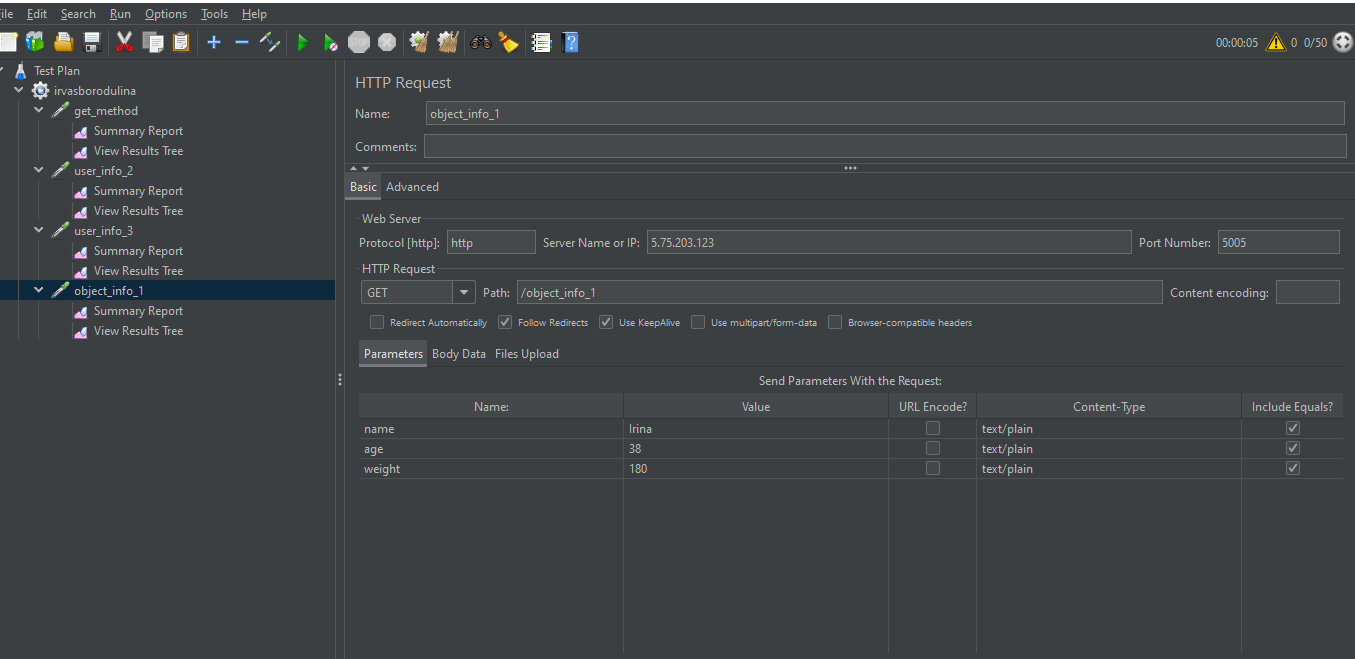 ile Edit Search Run Options Tools Help
STOP ? 00:00:05 0 0/50
Test Plan
irvasborodulina
get_method
Summary Report
View Results Tree
user_info_2
Summary Report
View Results Tree
user_info_3
Summary Report
View Results Tree
object_info_1
Summary Report
View Results Tree
HTTP Request
Name: object_info_1
Comments:
Basic Advanced
Web Server
Protocol [http]: http Server Name or IP: 5.75.203.123 Port Number: 5005
HTTP Request
GET Path: /object_info_1 Content encoding:
Redirect Automatically Follow Redirects Use KeepAlive Use multipart/form-data Browser-compatible headers
Parameters Body Data Files Upload
Send Parameters With the Request:
Name: Value URL Encode? Content-Type Include Equals?
name Irina text/plain
age 38 text/plain
weight 180 text/plain